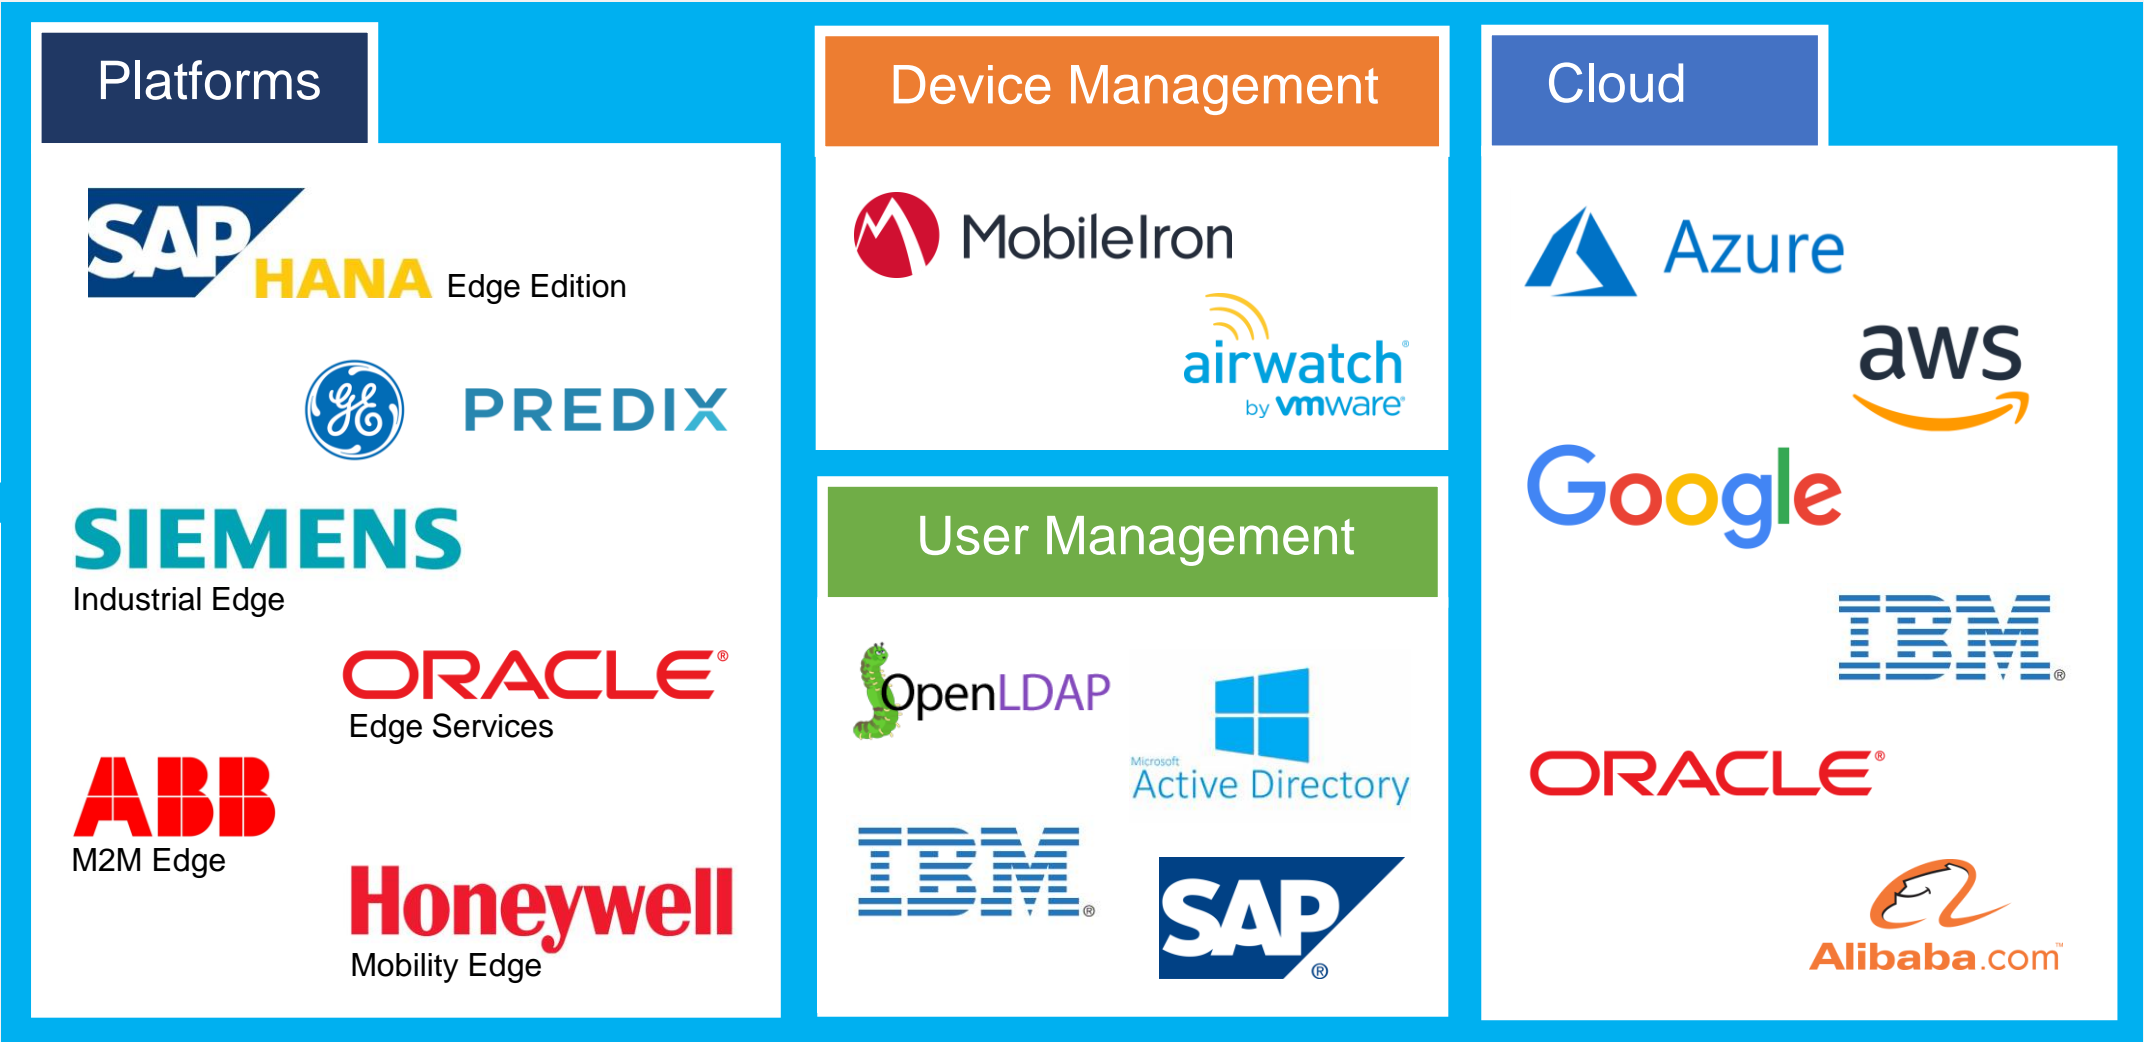 Platforms
SAP
HANA Edge Edition
GE PREDIX
SIEMENS
Industrial Edge
ORACLE®
Edge Services
ABB
M2M Edge
Honeywell
Mobility Edge
Device Management
MobileIron
airwatch®
by vmware®
User Management
OpenLDAP
Microsoft
Active Directory
IBM®
SAP®
Cloud
Azure
aws
Google
IBM®
ORACLE®
Alibaba.com™